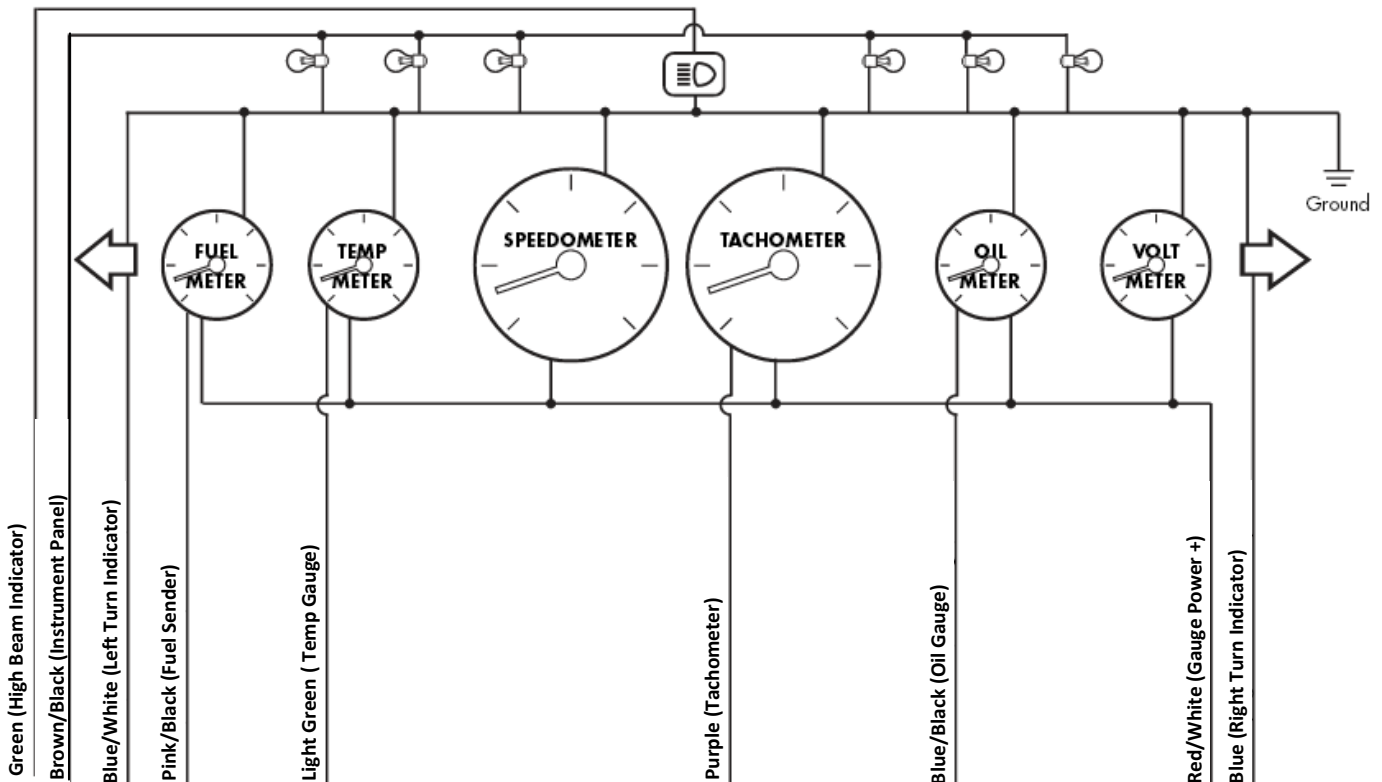 Ground
FUEL
METER
TEMP
METER
SPEEDOMETER
TACHOMETER
OIL
METER
VOLT
METER
Green (High Beam Indicator)
Brown/Black (Instrument Panel)
Blue/White (Left Turn Indicator)
Pink/Black (Fuel Sender)
Light Green ( Temp Gauge)
Purple (Tachometer)
Blue/Black (Oil Gauge)
Red/White (Gauge Power +)
Blue (Right Turn Indicator)